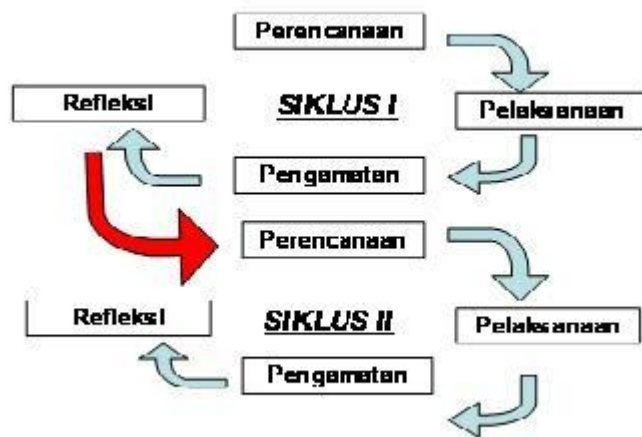 Perencanaan
Refleksi
SIKLUS I
Pelaksanaan
Pengamatan
Perencanaan
Refleksi
SIKLUS II
Pelaksanaan
Pengamatan